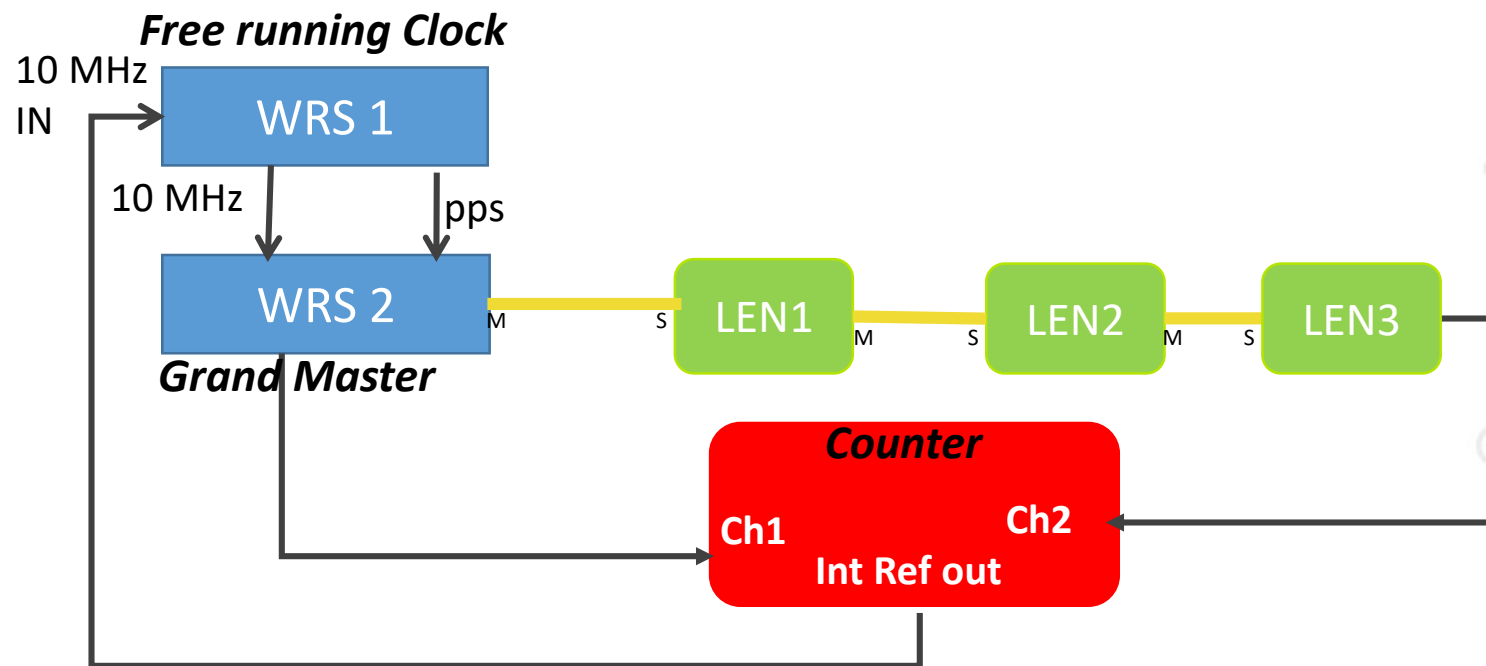 Free running Clock
10 MHz
IN
WRS 1
10 MHz
pps
WRS 2
M
S
LEN1
M
S
LEN2
M
S
LEN3
Grand Master
Counter
Ch1
Ch2
Int Ref out